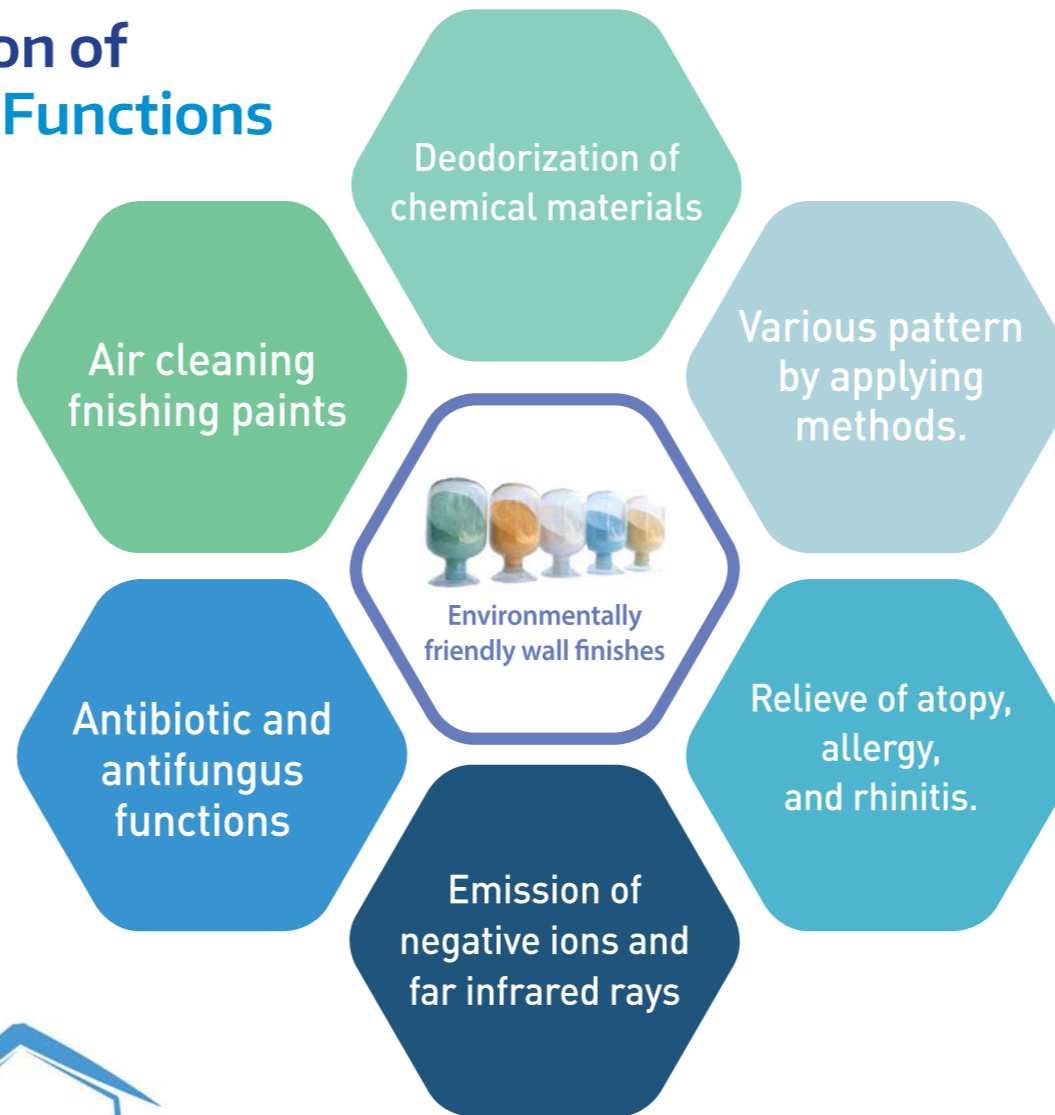 on of
Functions
Deodorization of
chemical materials
Air cleaning
fnishing paints
Various pattern
by applying
methods.
Environmentally
friendly wall finishes
Antibiotic and
antifungus
functions
Relieve of atopy,
allergy,
and rhinitis.
Emission of
negative ions and
far infrared rays